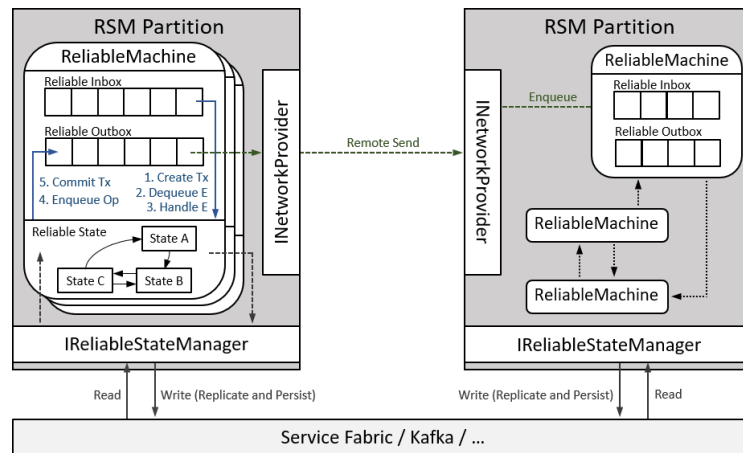 RSM Partition
ReliableMachine
Reliable Inbox
Reliable Outbox
5. Commit Tx
4. Enqueue Op
1. Create Tx
2. Dequeue E
3. Handle E
Reliable State
State A
State C
State B
INetworkProvider
IReliableStateManager
Read
Write (Replicate and Persist)
Remote Send
RSM Partition
INetworkProvider
Enqueue
ReliableMachine
Reliable Inbox
Reliable Outbox
ReliableMachine
ReliableMachine
IReliableStateManager
Write (Replicate and Persist)
Read
Service Fabric / Kafka / ...